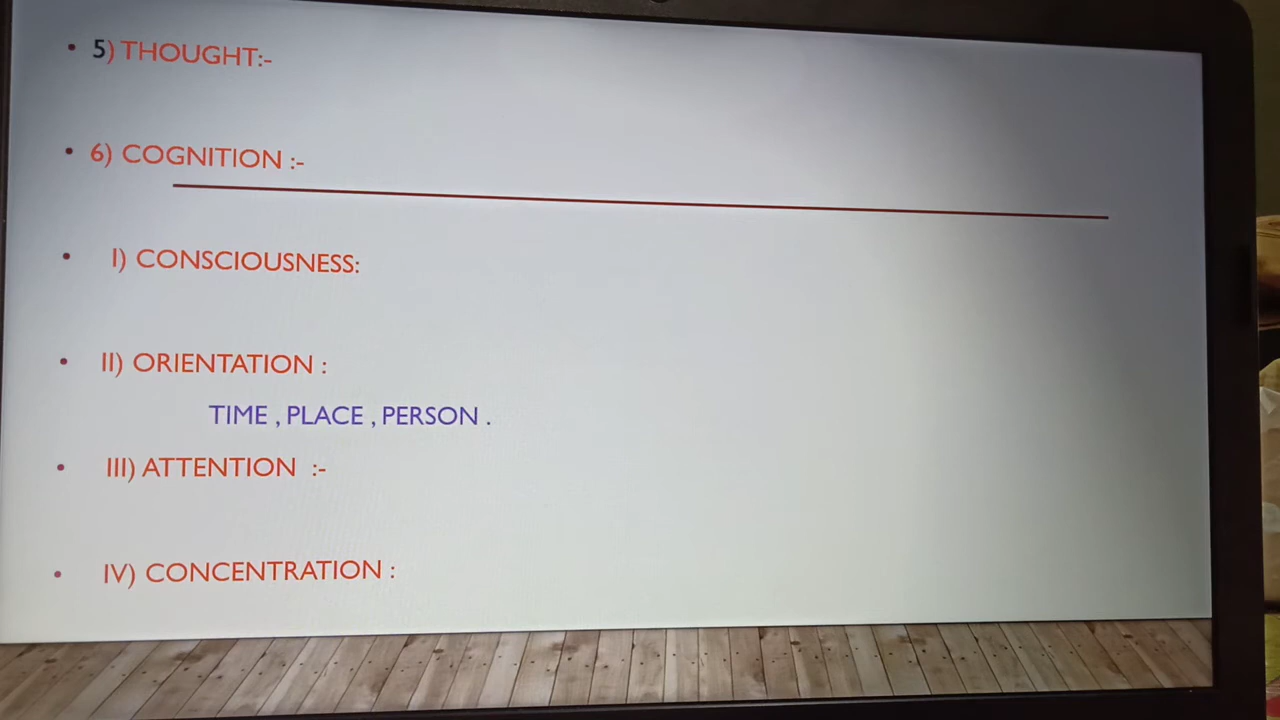 • 5) THOUGHT:-
• 6) COGNITION :-
• I) CONSCIOUSNESS:
• II) ORIENTATION :
TIME , PLACE , PERSON .
• III) ATTENTION :-
• IV) CONCENTRATION :